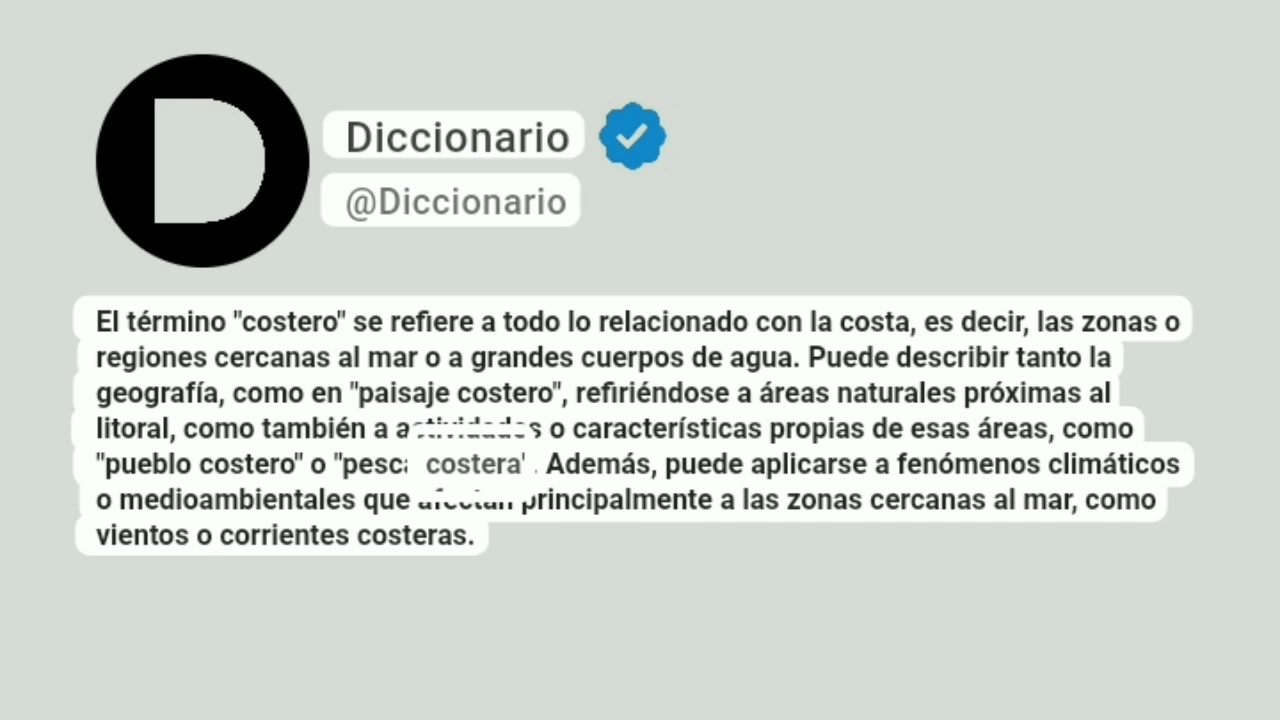 Diccionario
@Diccionario
El término "costero" se refiere a todo lo relacionado con la costa, es decir, las zonas o
regiones cercanas al mar o a grandes cuerpos de agua. Puede describir tanto la
geografía, como en "paisaje costero", refiriéndose a áreas naturales próximas al
litoral, como también a actividades o características propias de esas áreas, como
"pueblo costero" o "pesca costera". Además, puede aplicarse a fenómenos climáticos
o medioambientales que afectan principalmente a las zonas cercanas al mar, como
vientos o corrientes costeras.